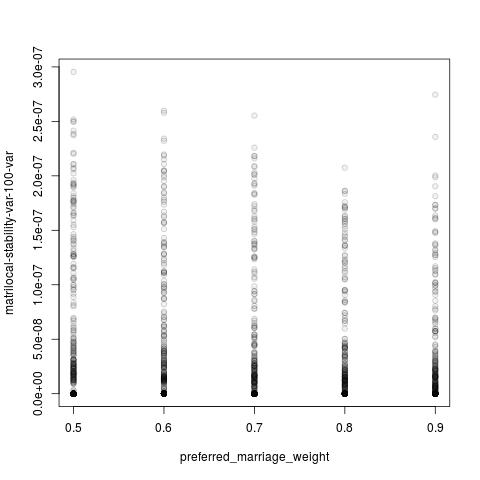 matrilocal-stability-var-100-var
3.0e-07
2.5e-07
2.0e-07
1.5e-07
1.0e-07
5.0e-08
0.0e+00
0.5 0.6 0.7 0.8 0.9
preferred_marriage_weight